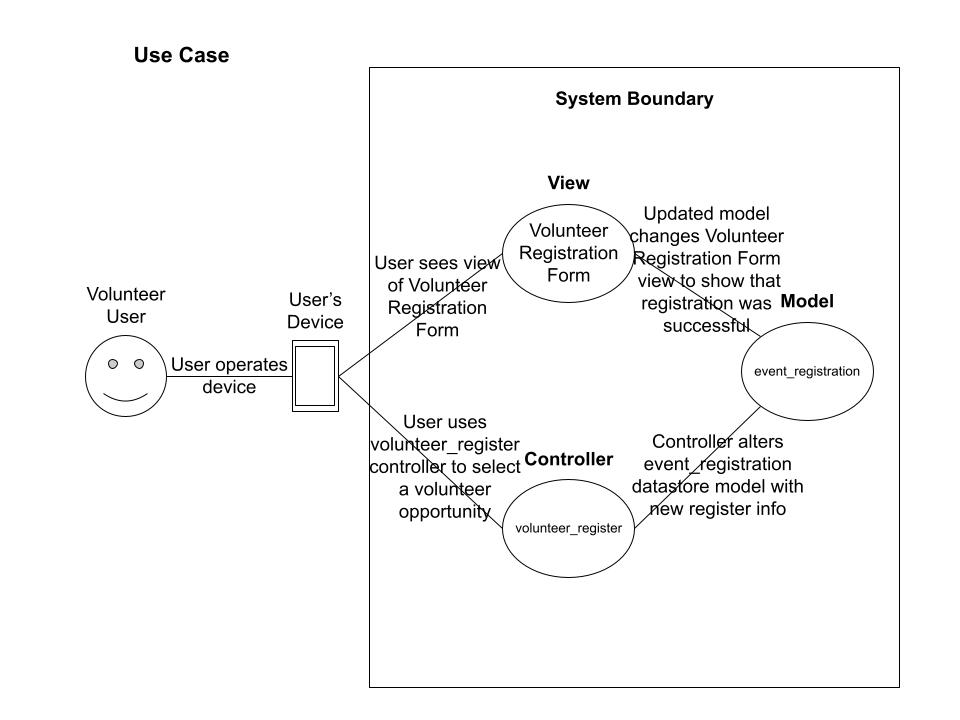 Use Case
System Boundary
View
Volunteer
Registration
Form
Updated model
changes Volunteer
Registration Form
view to show that
registration was
successful
User sees view
of Volunteer
Registration
Form
Volunteer
User
User’s
Device
Model
event_registration
User operates
device
User uses
volunteer_register
controller to select
a volunteer
opportunity
Controller
volunteer_register
Controller alters
event_registration
datastore model with
new register info